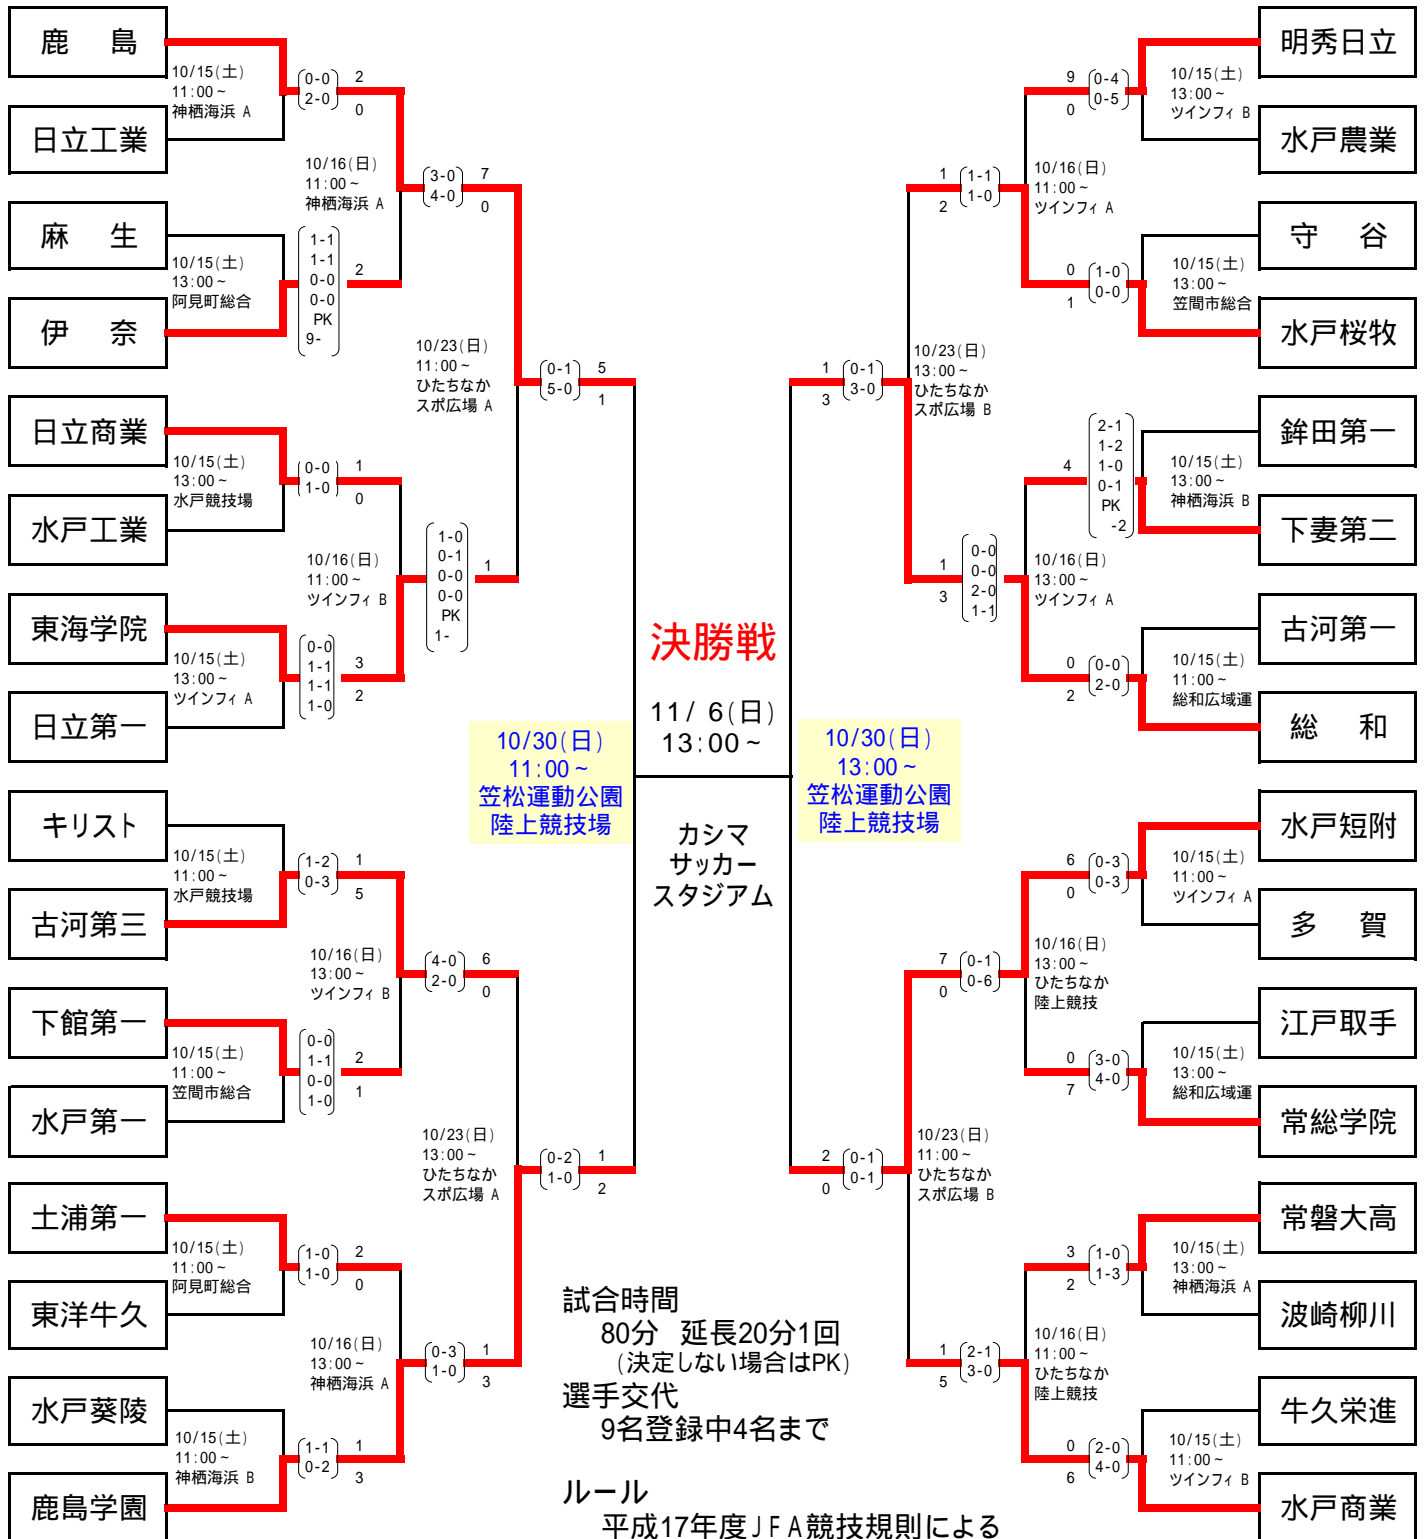 鹿 島
10/15(土)
11:00~
神栖海浜 A
0-0
2-0
2
0
日立工業
10/16(日)
11:00~
神栖海浜 A
3-0
4-0
7
0
麻 生
10/15(土)
13:00~
阿見町総合
1-1
1-1
0-0
0-0
PK
9-
2
伊 奈
10/23(日)
11:00~
ひたちなか
スポ広場 A
0-1
5-0
5
1
日立商業
10/15(土)
13:00~
水戸競技場
0-0
1-0
1
0
水戸工業
10/16(日)
11:00~
ツインフィ B
1-0
0-1
0-0
0-0
PK
1-
1
東海学院
10/15(土)
13:00~
ツインフィ A
0-0
1-1
1-1
1-0
3
2
日立第一
10/30(日)
11:00~
笠松運動公園
陸上競技場
キリスト
10/15(土)
11:00~
水戸競技場
1-2
0-3
1
5
古河第三
10/16(日)
13:00~
ツインフィ B
4-0
2-0
6
0
下館第一
10/15(土)
11:00~
笠間市総合
0-0
1-1
0-0
1-0
2
1
水戸第一
10/23(日)
13:00~
ひたちなか
スポ広場 A
0-2
1-0
1
2
土浦第一
10/15(土)
11:00~
阿見町総合
1-0
1-0
2
0
東洋牛久
10/16(日)
13:00~
神栖海浜 A
0-3
1-0
1
3
水戸葵陵
10/15(土)
11:00~
神栖海浜 B
1-1
0-2
1
3
鹿島学園
決勝戦
11/ 6(日)
13:00~
カシマ
サッカー
スタジアム
明秀日立
10/15(土)
13:00~
ツインフィ B
0-4
0-5
9
0
水戸農業
10/16(日)
11:00~
ツインフィ A
1-1
1-0
1
2
守 谷
10/15(土)
13:00~
笠間市総合
1-0
0-0
0
1
水戸桜牧
10/23(日)
13:00~
ひたちなか
スポ広場 B
0-1
3-0
1
3
鉾田第一
10/15(土)
13:00~
神栖海浜 B
2-1
1-2
1-0
0-1
PK
-2
4
下妻第二
10/16(日)
13:00~
ツインフィ A
0-0
0-0
2-0
1-1
1
3
古河第一
10/15(土)
11:00~
総和広域運
0-0
2-0
0
2
総 和
10/30(日)
13:00~
笠松運動公園
陸上競技場
水戸短附
10/15(土)
11:00~
ツインフィ A
0-3
0-3
6
0
多 賀
10/16(日)
13:00~
ひたちなか
陸上競技
0-1
0-6
7
0
江戸取手
10/15(土)
13:00~
総和広域運
3-0
4-0
0
7
常総学院
10/23(日)
11:00~
ひたちなか
スポ広場 B
0-1
0-1
2
0
常磐大高
10/15(土)
13:00~
神栖海浜 A
1-0
1-3
3
2
波崎柳川
10/16(日)
11:00~
ひたちなか
陸上競技
2-1
3-0
1
5
牛久栄進
10/15(土)
11:00~
ツインフィ B
2-0
4-0
0
6
水戸商業
試合時間
80分 延長20分1回
(決定しない場合はPK)
選手交代
9名登録中4名まで
ルール
平成17年度JFA競技規則による